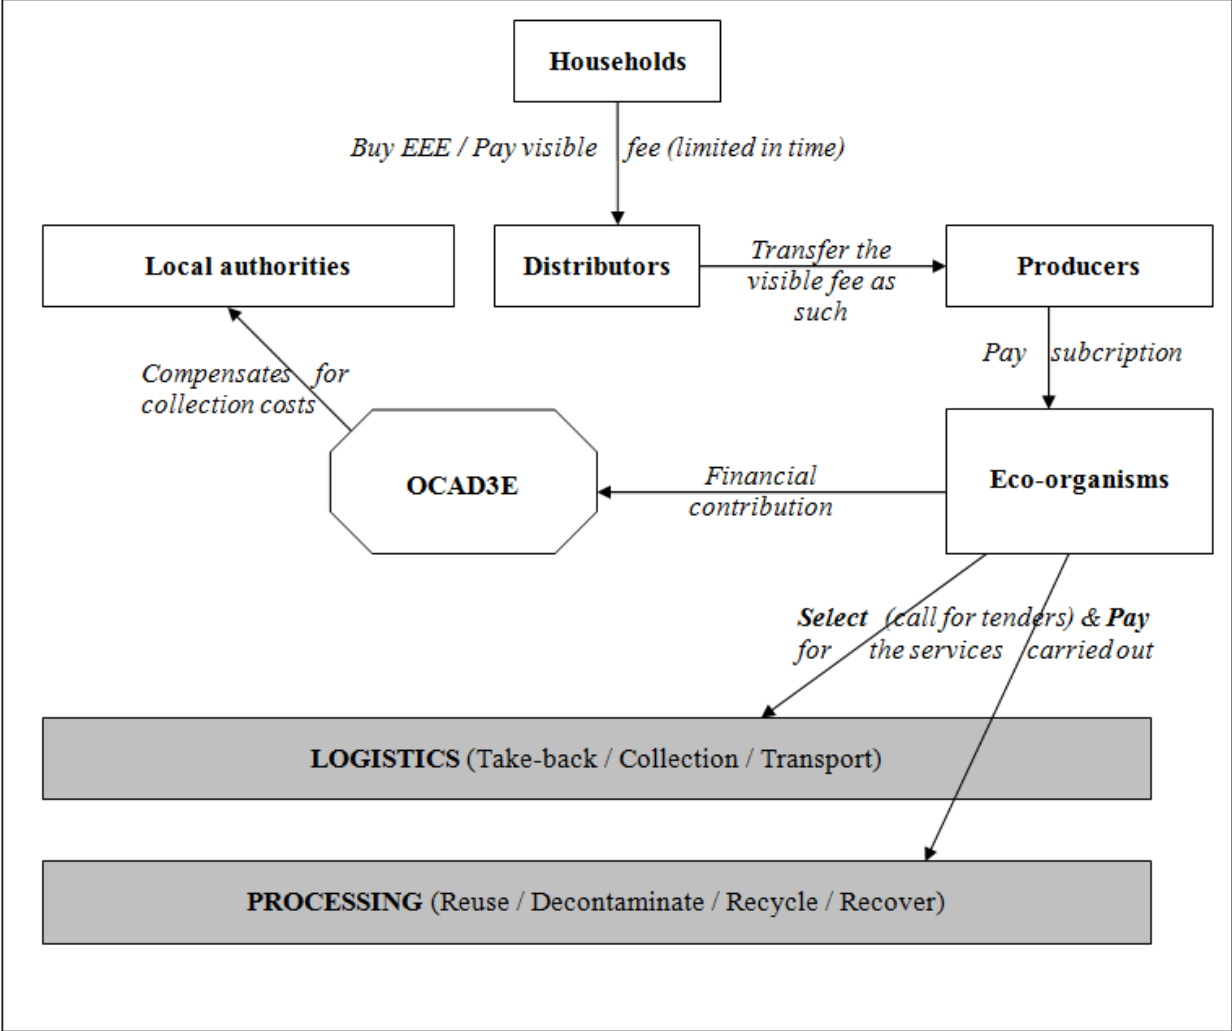 Households
Buy EEE / Pay visible fee (limited in time)
Local authorities
Distributors
Transfer the
visible fee as
such
Producers
Pay subcription
Compensates for
collection costs
OCAD3E
Financial
contribution
Eco-organisms
Select (call for tenders) & Pay
for the services carried out
LOGISTICS (Take-back / Collection / Transport)
PROCESSING (Reuse / Decontaminate / Recycle / Recover)